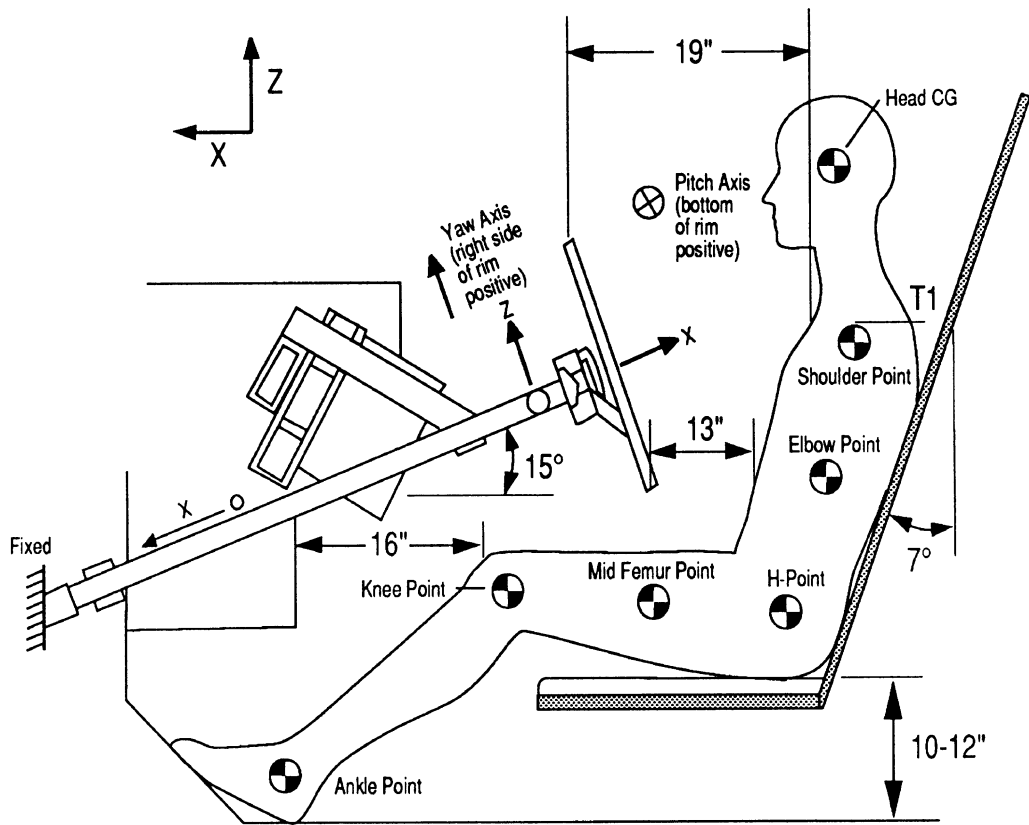 19"
Z
X
Head CG
Pitch Axis
(bottom
of rim
positive)
Yaw Axis
(right side
of rim
positive)
Z
X
T1
Shoulder Point
13"
Elbow Point
15°
X
16"
7°
Fixed
Knee Point
Mid Femur Point
H-Point
10-12"
Ankle Point